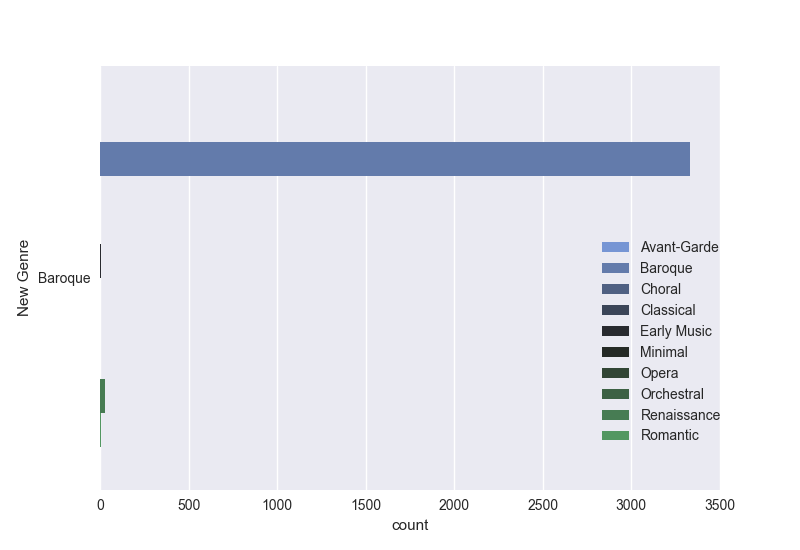 New Genre
Baroque
Avant-Garde
Baroque
Choral
Classical
Early Music
Minimal
Opera
Orchestral
Renaissance
Romantic
0 500 1000 1500 2000 2500 3000 3500
count